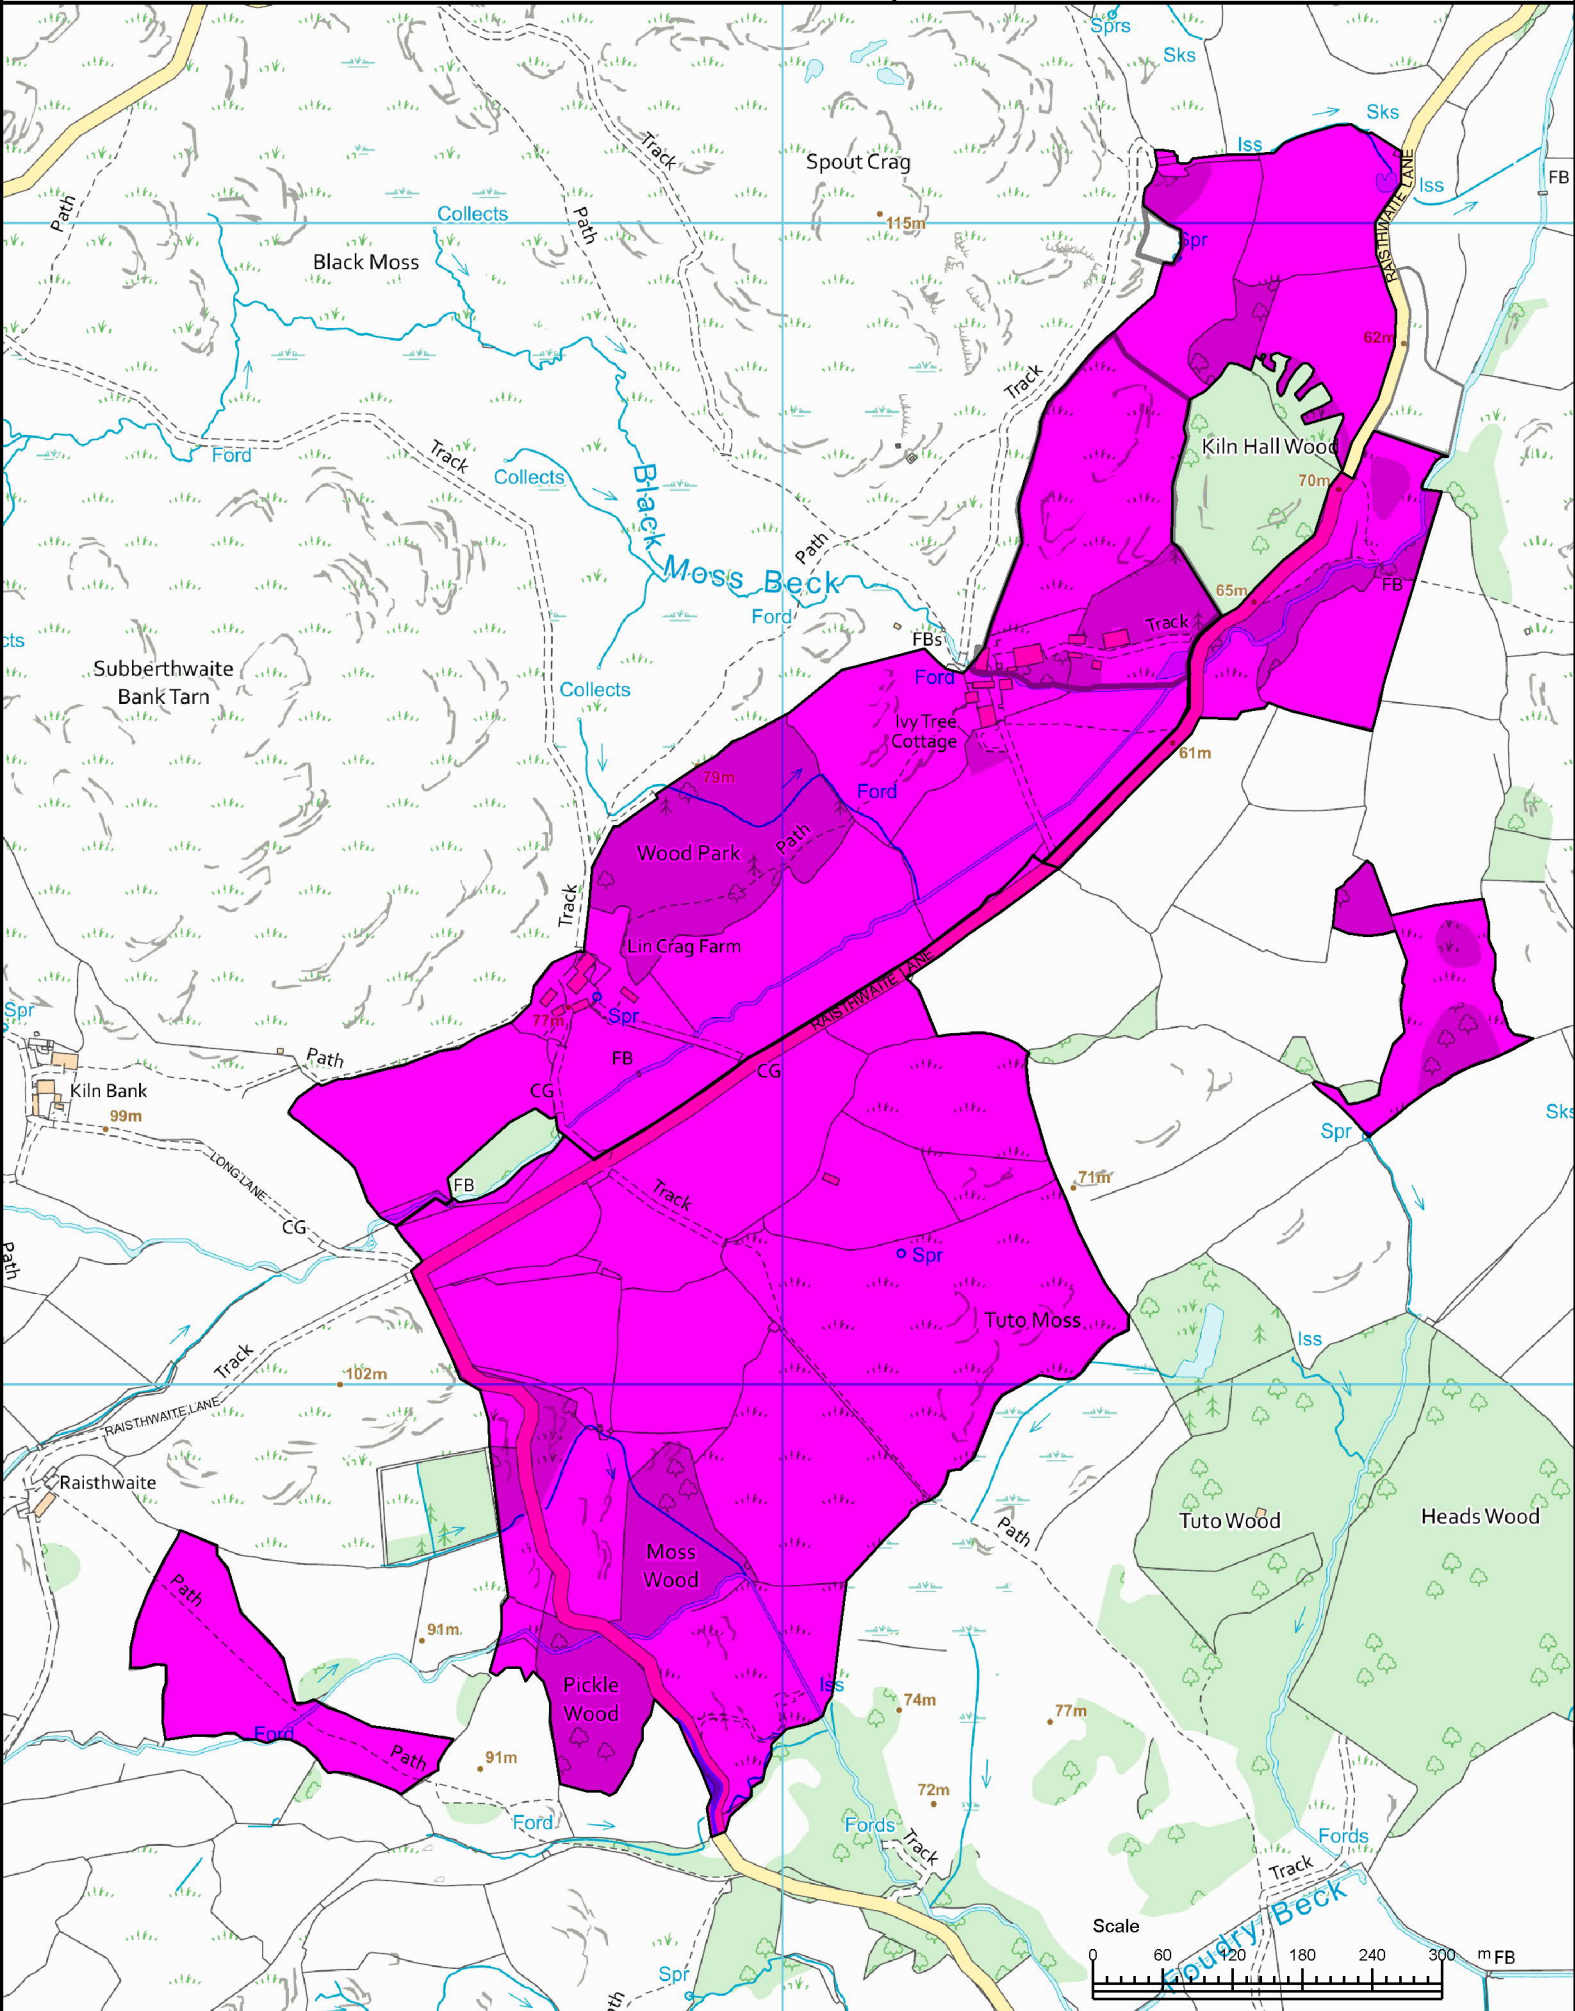 Sprs
Sks
Track
Spout Crag
Sks
Iss
Iss
FB
RAISTHWAITE LANE
Path
Path
Collects
115m
Spr
Black Moss
62m
Track
Ford
Track
Collects
Kiln Hall Wood
70m
Black
Moss Beck
Path
Ford
65m
FB
Track
FBs
cts
Subberthwaite
Bank Tarn
Collects
Ford
Ivy Tree
Cottage
61m
79m
Ford
Wood Park
Path
Track
Lin Crag Farm
RAISTHWAITE LANE
Spr
Spr
77m
Path
FB
CG
Kiln Bank
CG
99m
Sks
Spr
LONG LANE
FB
Track
71m
CG
Path
Spr
Tuto Moss
Iss
Track
102m
RAISTHWAITE LANE
Raisthwaite
Path
Tuto Wood
Heads Wood
Moss
Wood
Path
91m
Pickle
Wood
Iss
74m
77m
Ford
Path
91m
72m
Ford
Fords
Track
Fords
Track
Foudry Beck
Scale
0 60 120 180 240 300 m
FB
Spr
th